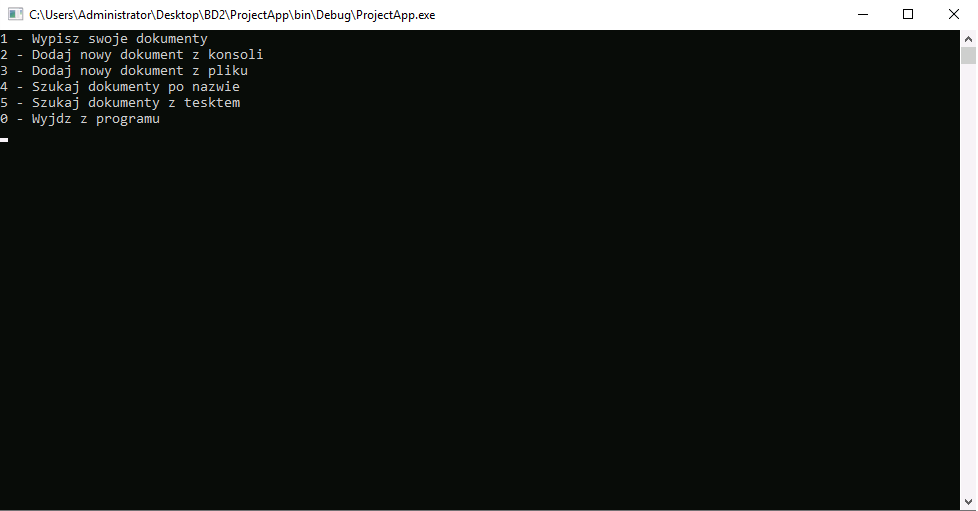 C:\Users\Administrator\Desktop\BD2\ProjectApp\bin\Debug\ProjectApp.exe
1 - Wypisz swoje dokumenty
2 - Dodaj nowy dokument z konsoli
3 - Dodaj nowy dokument z pliku
4 - Szukaj dokumenty po nazwie
5 - Szukaj dokumenty z tesktem
0 - Wyjdz z programu